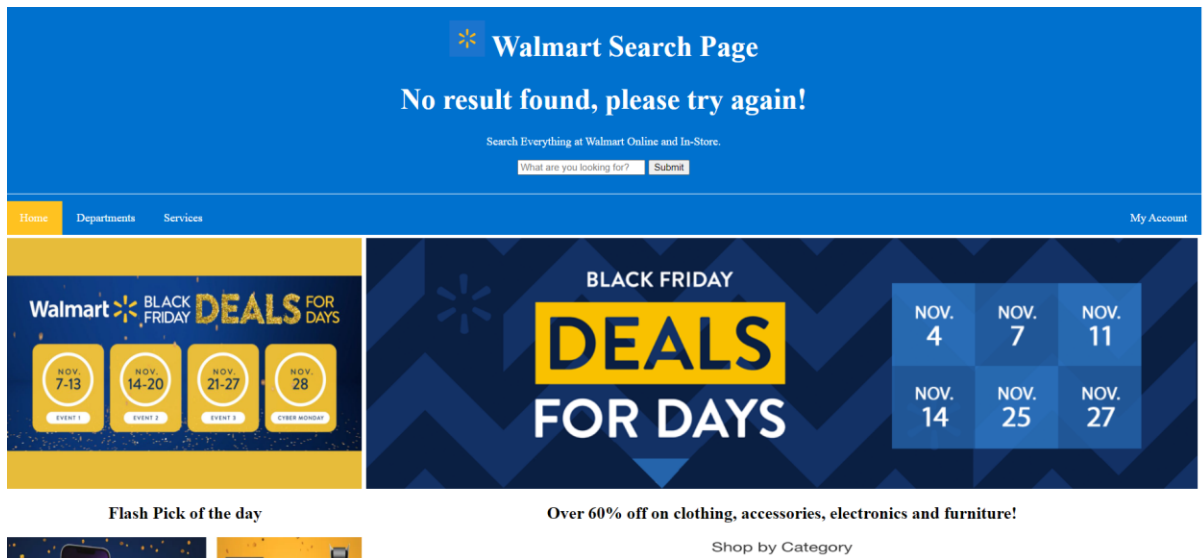 Walmart Search Page
No result found, please try again!
Search Everything at Walmart Online and In-Store.
What are you looking for? Submit
Home Departments Services My Account
Walmart BLACK FRIDAY DEALS FOR DAYS
NOV. 7-13
EVENT 1
NOV. 14-20
EVENT 2
NOV. 21-27
EVENT 3
NOV. 28
CYBER MONDAY
BLACK FRIDAY
DEALS
FOR DAYS
NOV. 4
NOV. 7
NOV. 11
NOV. 14
NOV. 25
NOV. 27
Flash Pick of the day
Over 60% off on clothing, accessories, electronics and furniture!
Shop by Category